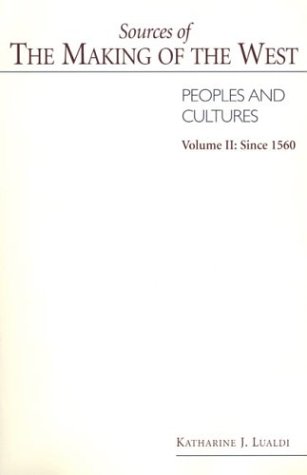 Sources of
THE MAKING OF THE WEST
PEOPLES AND
CULTURES
Volume II: Since 1560
KATHARINE J. LUALDI